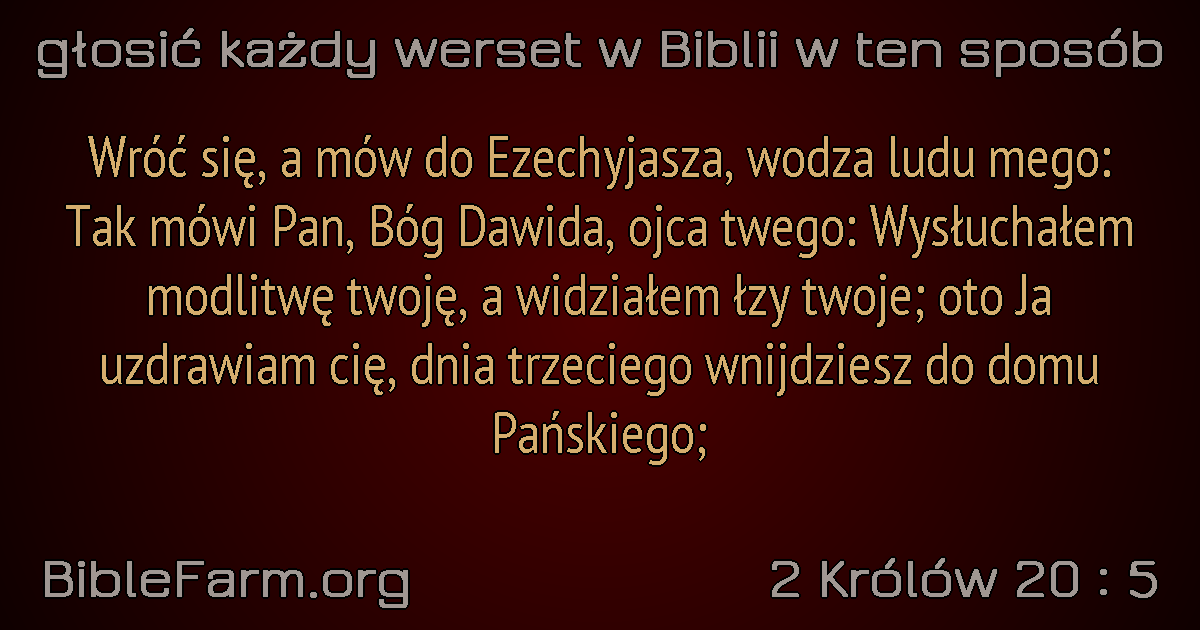 głosić każdy werset w Biblii w ten sposób
Wróć się, a mów do Ezechyjasza, wodza ludu mego:
Tak mówi Pan, Bóg Dawida, ojca twego: Wysłuchałem
modlitwę twoję, a widziałem łzy twoje; oto Ja
uzdrawiam cię, dnia trzeciego wnijdziesz do domu
Pańskiego;
BibleFarm.org
2 Królów 20 : 5